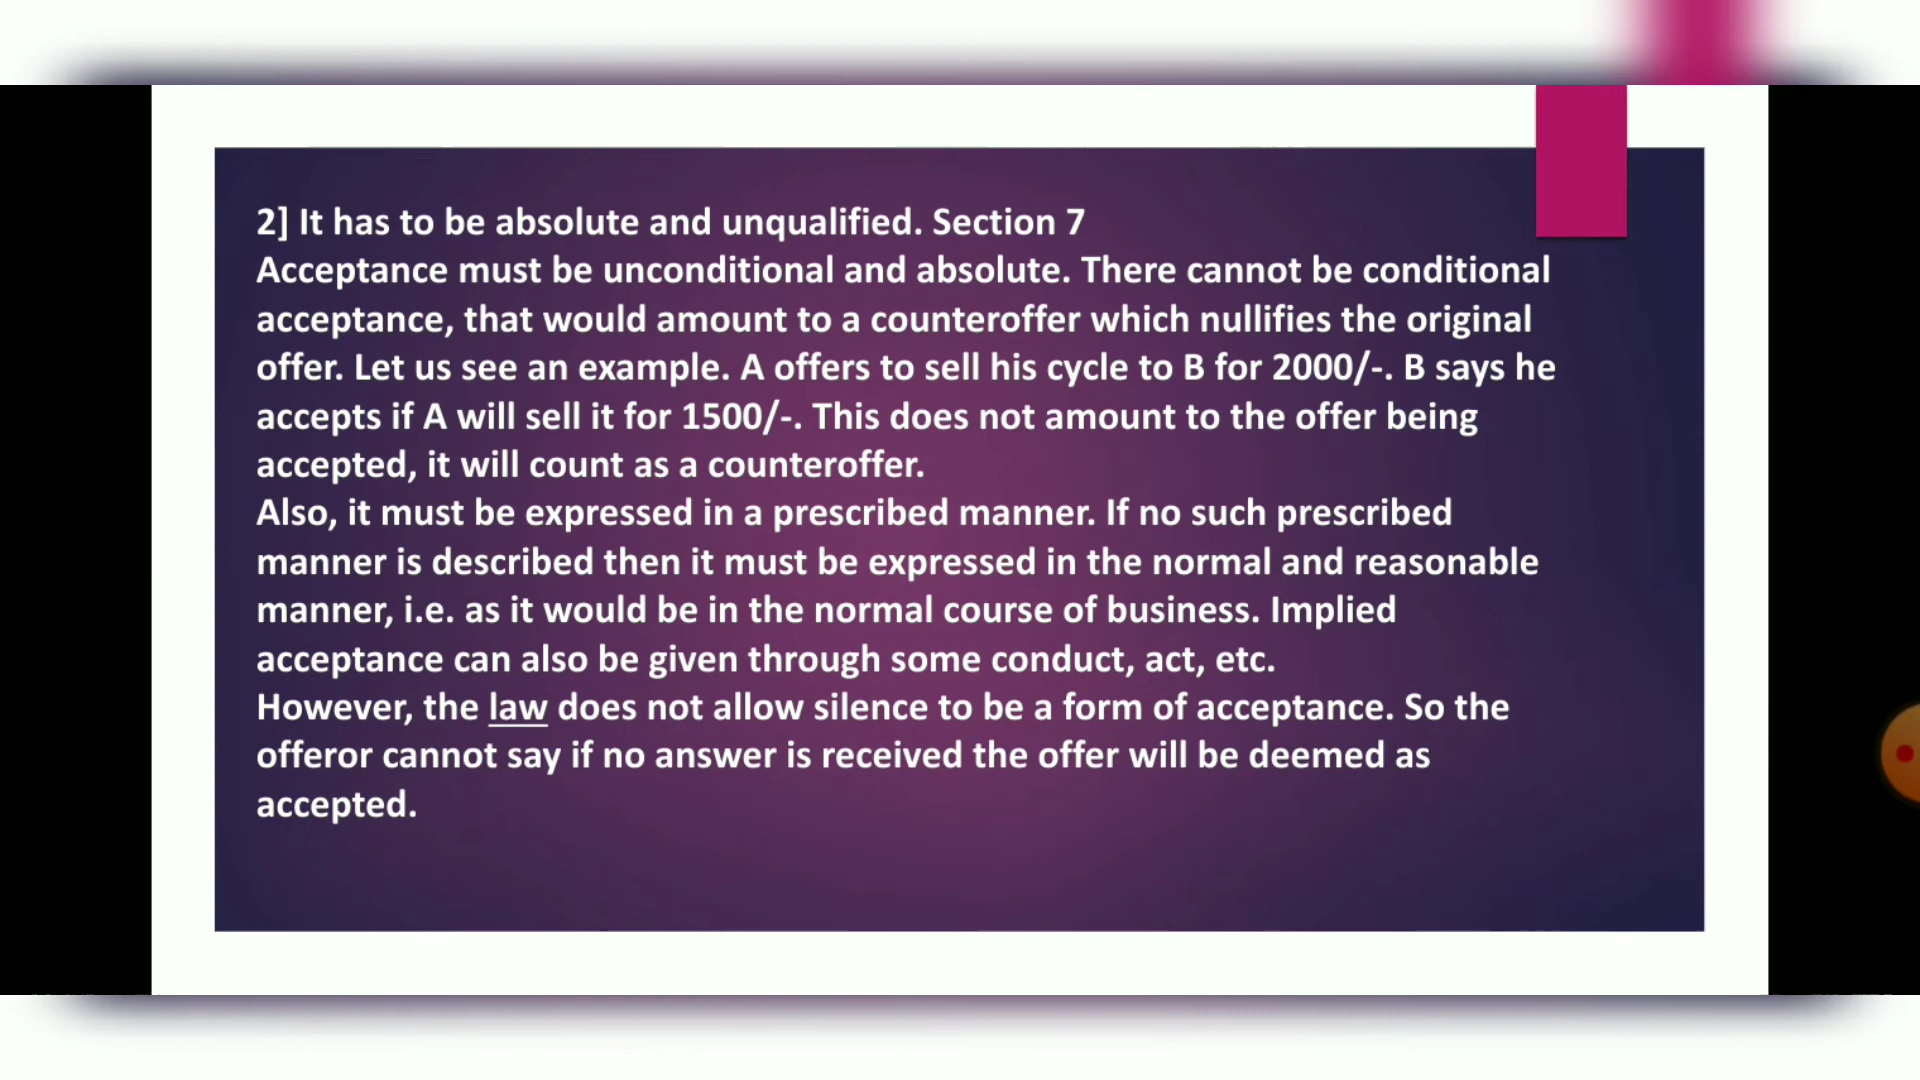 2] It has to be absolute and unqualified. Section 7
Acceptance must be unconditional and absolute. There cannot be conditional
acceptance, that would amount to a counteroffer which nullifies the original
offer. Let us see an example. A offers to sell his cycle to B for 2000/-. B says he
accepts if A will sell it for 1500/-. This does not amount to the offer being
accepted, it will count as a counteroffer.
Also, it must be expressed in a prescribed manner. If no such prescribed
manner is described then it must be expressed in the normal and reasonable
manner, i.e. as it would be in the normal course of business. Implied
acceptance can also be given through some conduct, act, etc.
However, the law does not allow silence to be a form of acceptance. So the
offeror cannot say if no answer is received the offer will be deemed as
accepted.